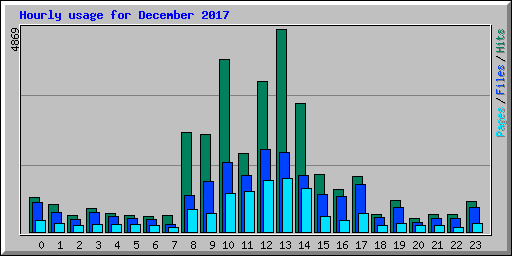 Hourly usage for December 2017
4869
Pages / Files / Hits
0 1 2 3 4 5 6 7 8 9 10 11 12 13 14 15 16 17 18 19 20 21 22 23